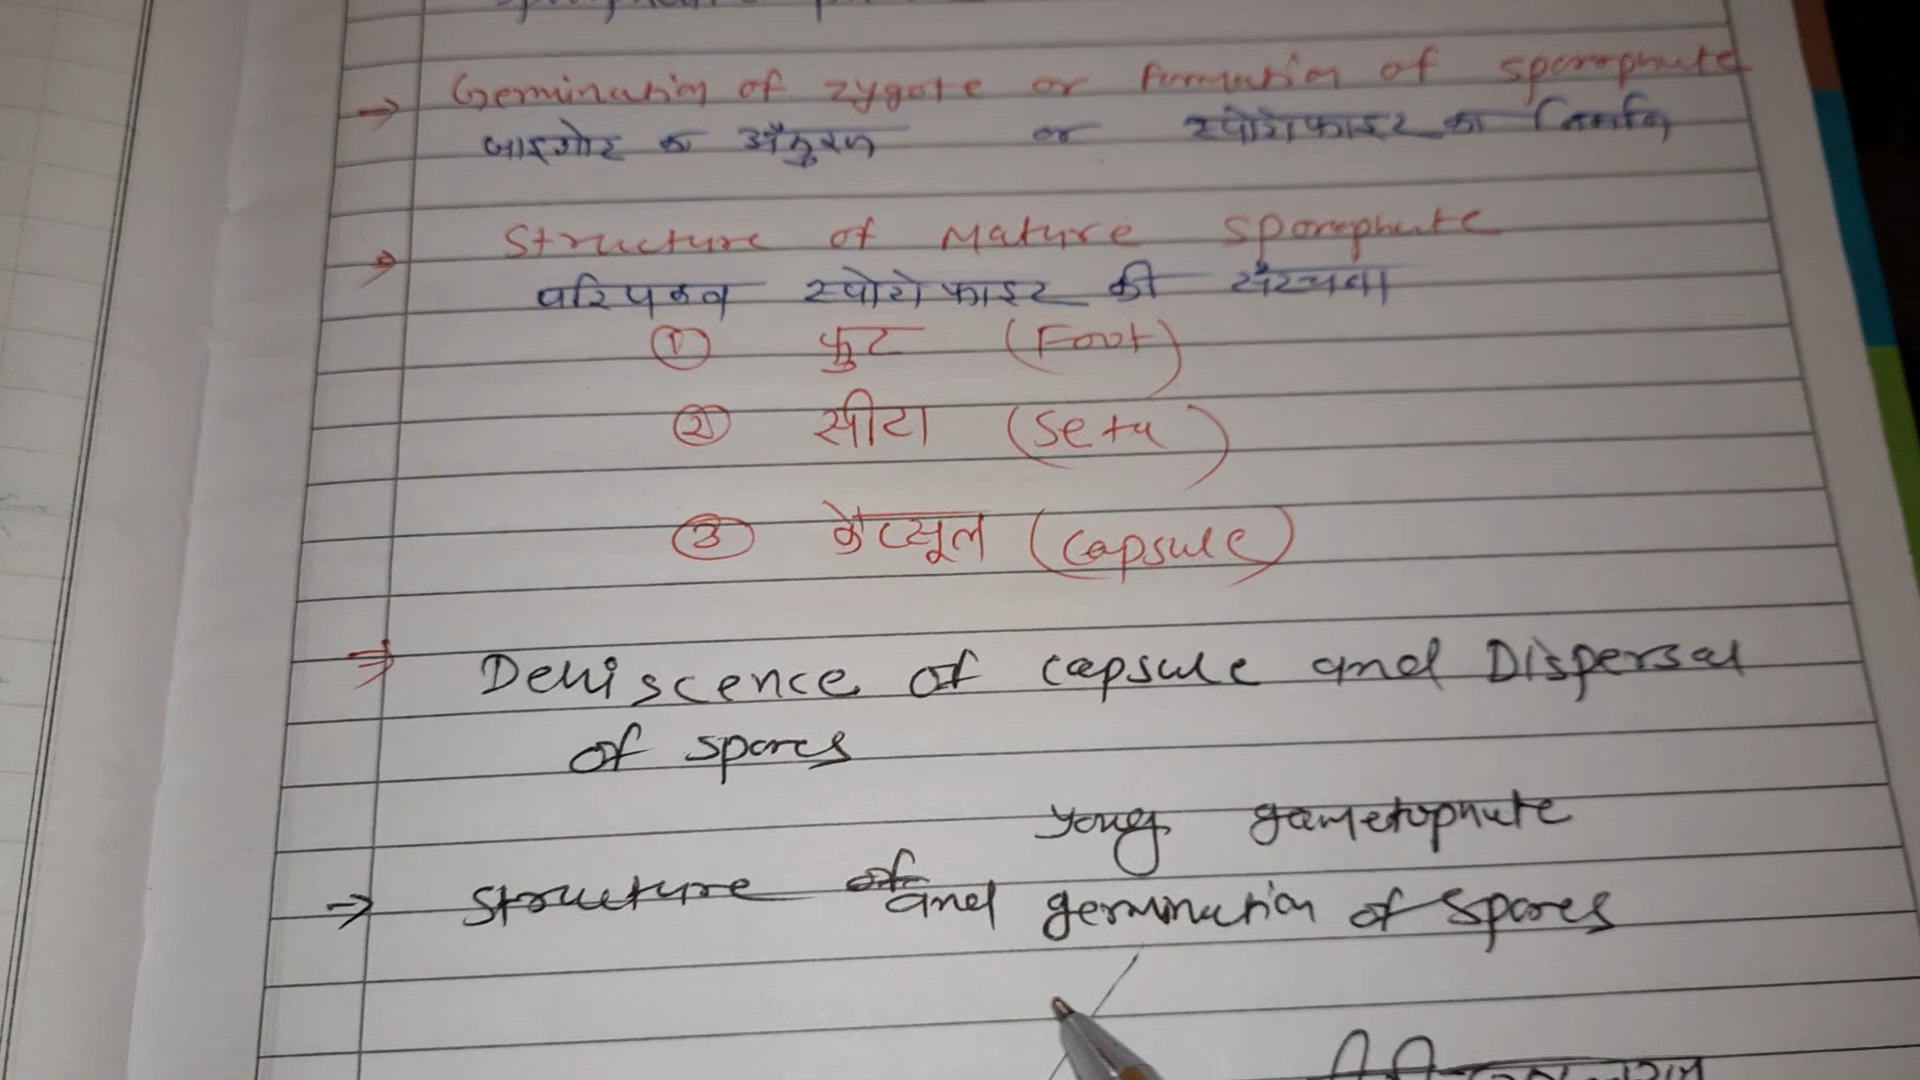 → Germination of zygote or Formation of sporophyte
जाइगोट का अंकुरण or स्पोरोफाइट का निर्माण
→ Structure of Mature sporophyte
परिपक्व स्पोरोफाइट की संरचना
① फुट (Foot)
② सीटा (Seta)
③ कैप्सूल (Capsule)
⇒ Dehiscence of capsule and Dispersal
of spores
yong gametophyte
→ structure of and germination of spores